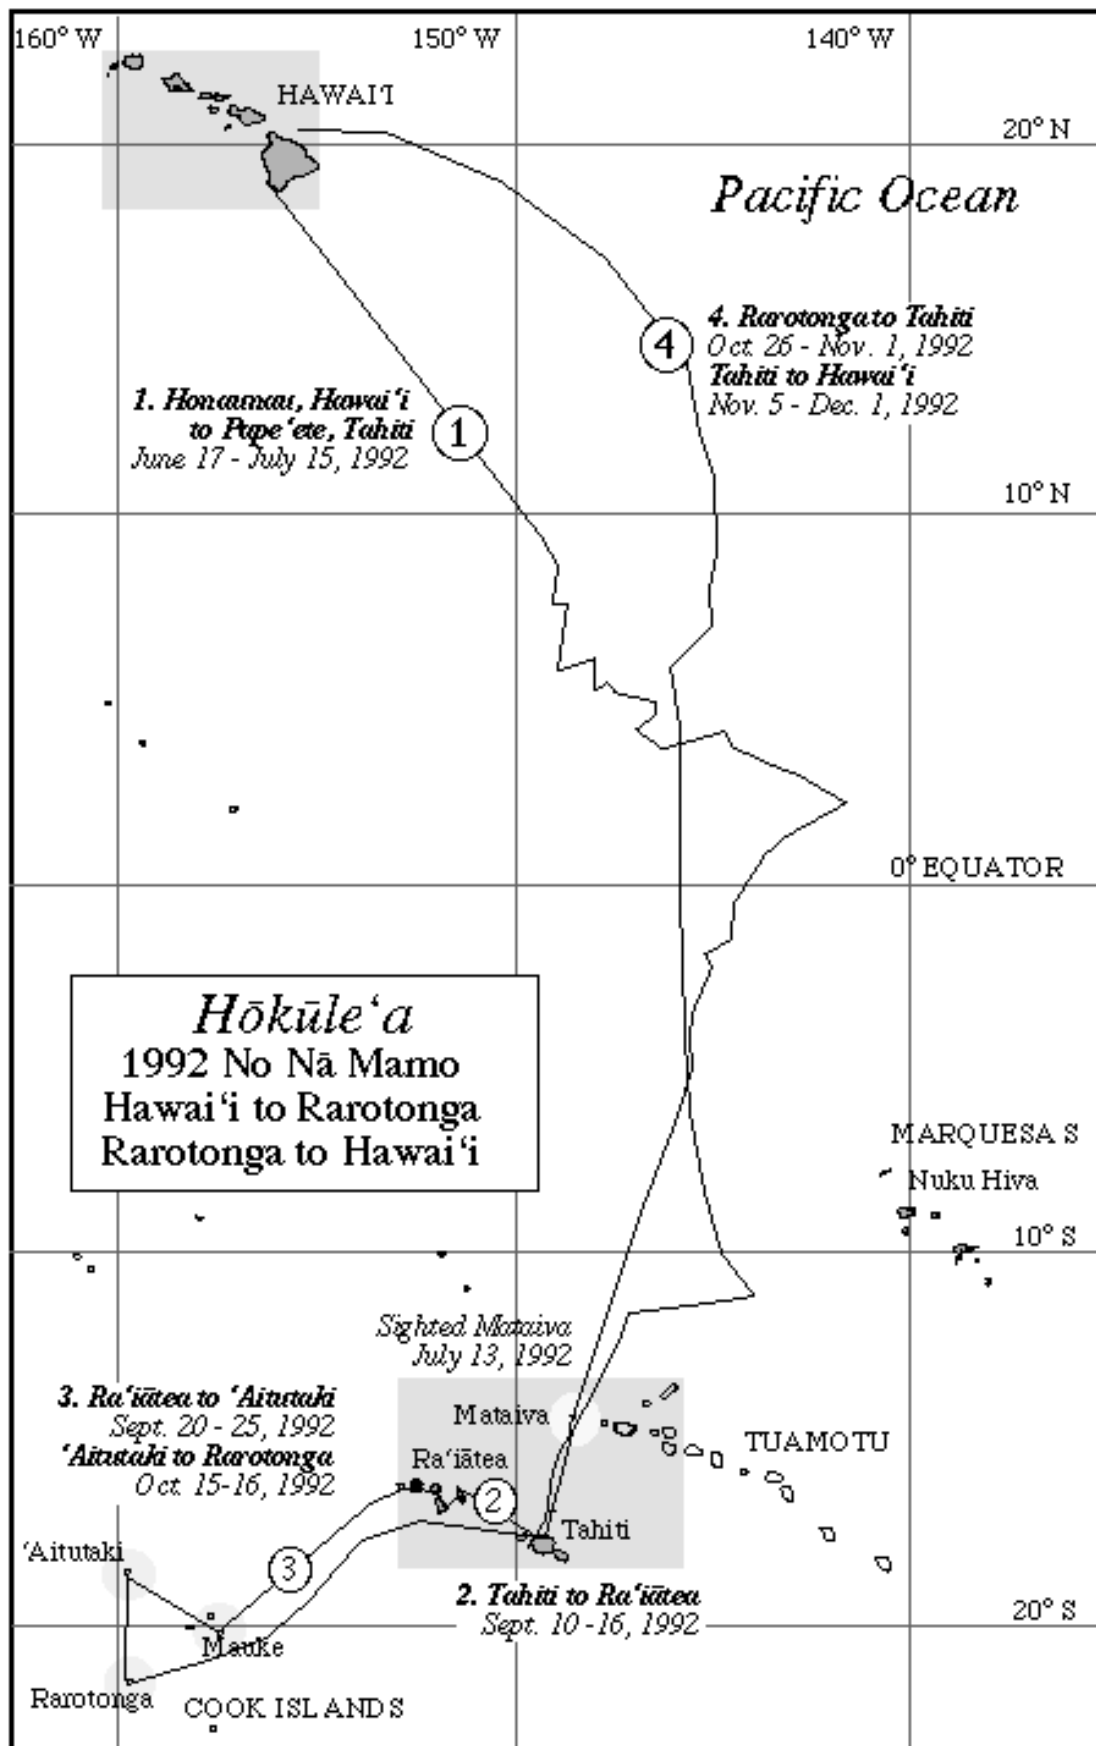 160° W
150° W
140° W
HAWAI'I
20° N
Pacific Ocean
4. Rarotonga to Tahiti
Oct. 26 - Nov. 1, 1992
Tahiti to Hawai‘i
Nov. 5 - Dec. 1, 1992
4
1. Honaunau, Hawai‘i
to Pape‘ete, Tahiti
June 17 - July 15, 1992
1
10° N
0° EQUATOR
Hōkūle‘a
1992 No Nā Mamo
Hawai‘i to Rarotonga
Rarotonga to Hawai‘i
MARQUESAS
Nuku Hiva
10° S
Sighted Mataiva
July 13, 1992
3. Ra‘iātea to ‘Aitutaki
Sept. 20 - 25, 1992
‘Aitutaki to Rarotonga
Oct. 15-16, 1992
Mataiva
TUAMOTU
Ra‘iātea
2
Tahiti
‘Aitutaki
3
2. Tahiti to Ra‘iātea
Sept. 10 -16, 1992
20° S
Mauke
Rarotonga
COOK ISLANDS